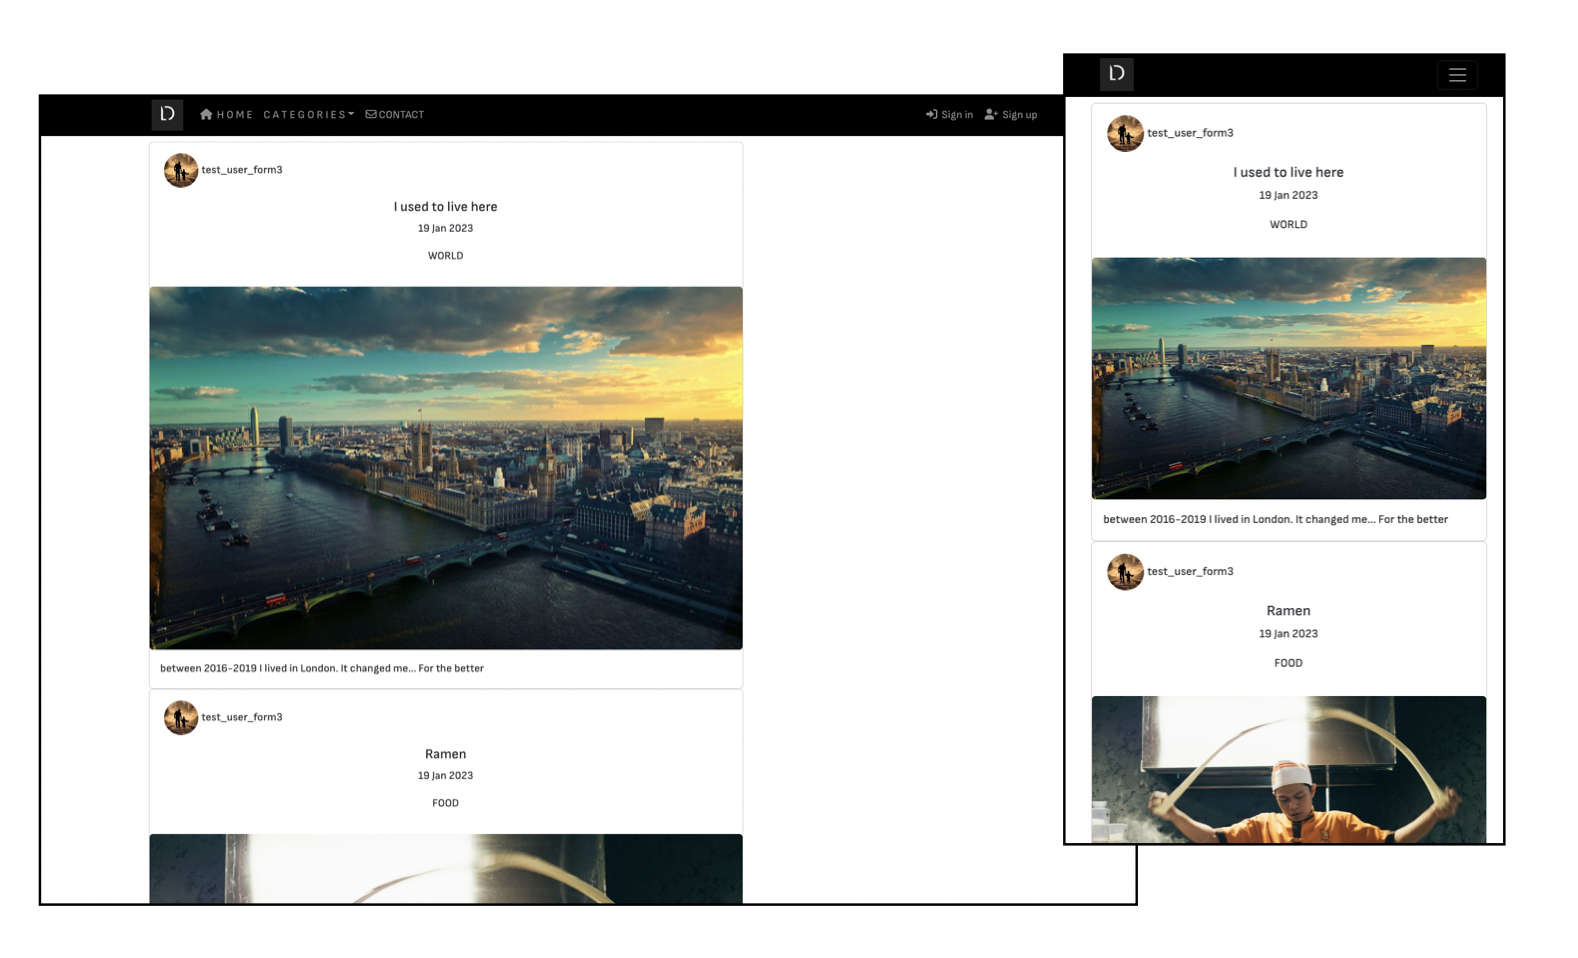 HOME CATEGORIES CONTACT Sign in Sign up
test_user_form3
I used to live here
19 Jan 2023
WORLD
between 2016-2019 I lived in London. It changed me... For the better
test_user_form3
Ramen
19 Jan 2023
FOOD
D
test_user_form3
I used to live here
19 Jan 2023
WORLD
between 2016-2019 I lived in London. It changed me... For the better
test_user_form3
Ramen
19 Jan 2023
FOOD